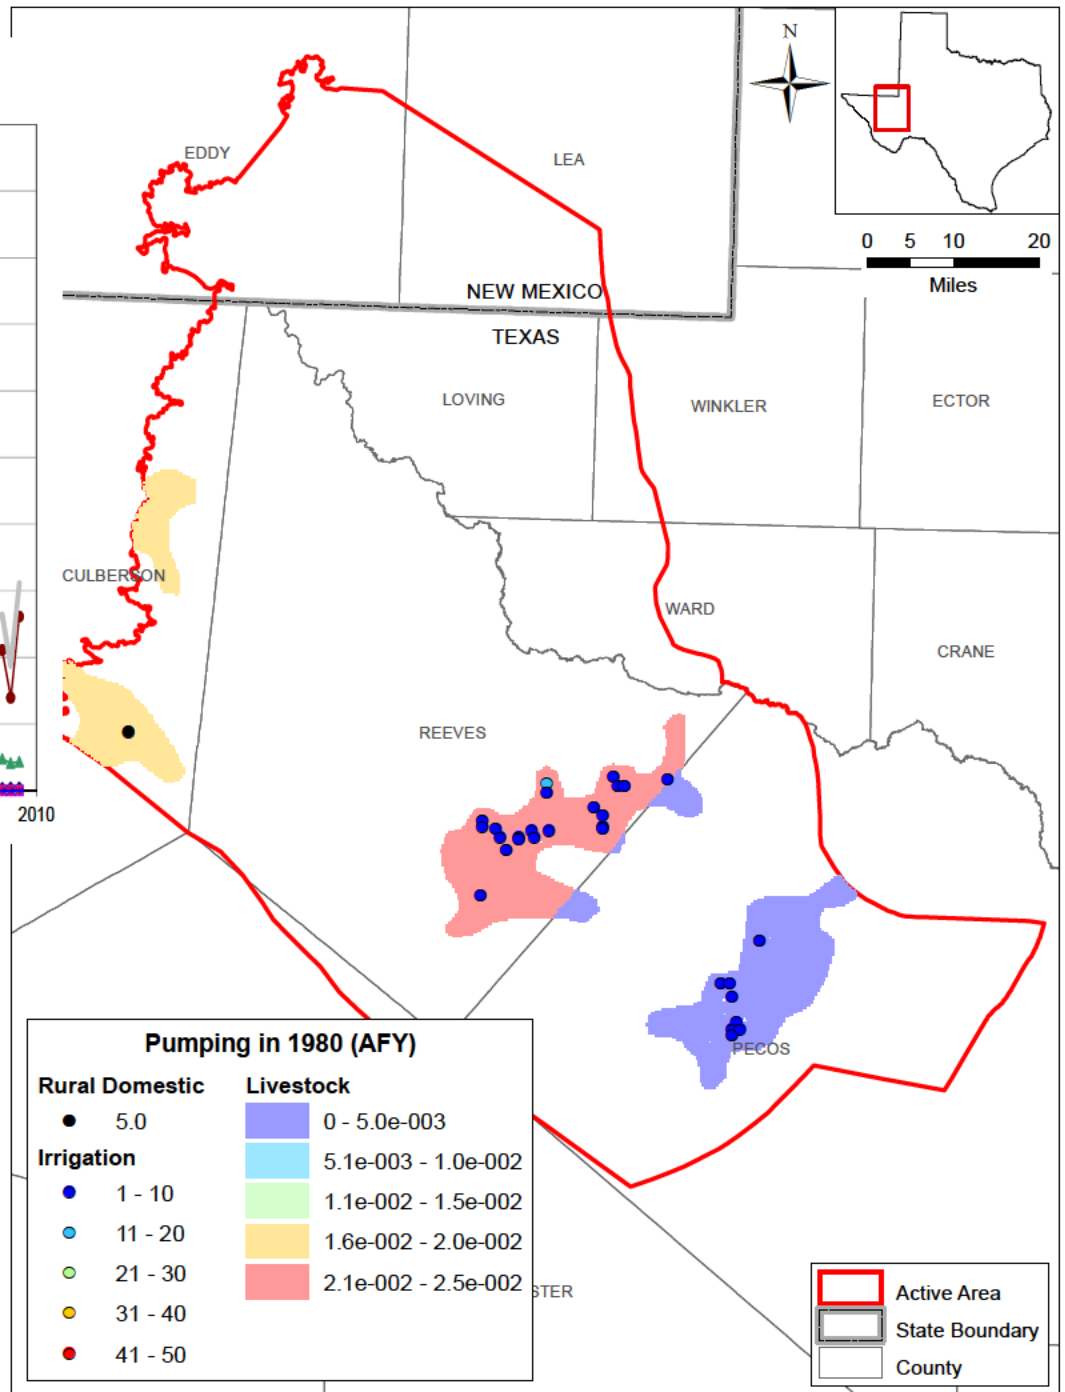 N
EDDY
LEA
0 5 10 20
Miles
NEW MEXICO
TEXAS
LOVING
WINKLER
ECTOR
CULBERSON
WARD
CRANE
REEVES
2010
PECOS
Pumping in 1980 (AFY)
Rural Domestic
5.0
Irrigation
1 - 10
11 - 20
21 - 30
31 - 40
41 - 50
Livestock
0 - 5.0e-003
5.1e-003 - 1.0e-002
1.1e-002 - 1.5e-002
1.6e-002 - 2.0e-002
2.1e-002 - 2.5e-002
STER
Active Area
State Boundary
County